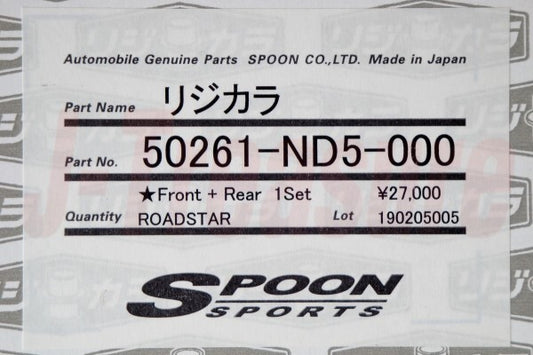 Automobile Genuine Parts SPOON CO.,LTD. Made in Japan
Part Name リジカラ
Part No. 50261-ND5-000
★Front + Rear 1Set ¥27,000
Quantity ROADSTAR Lot 190205005
SPOON
SPORTS